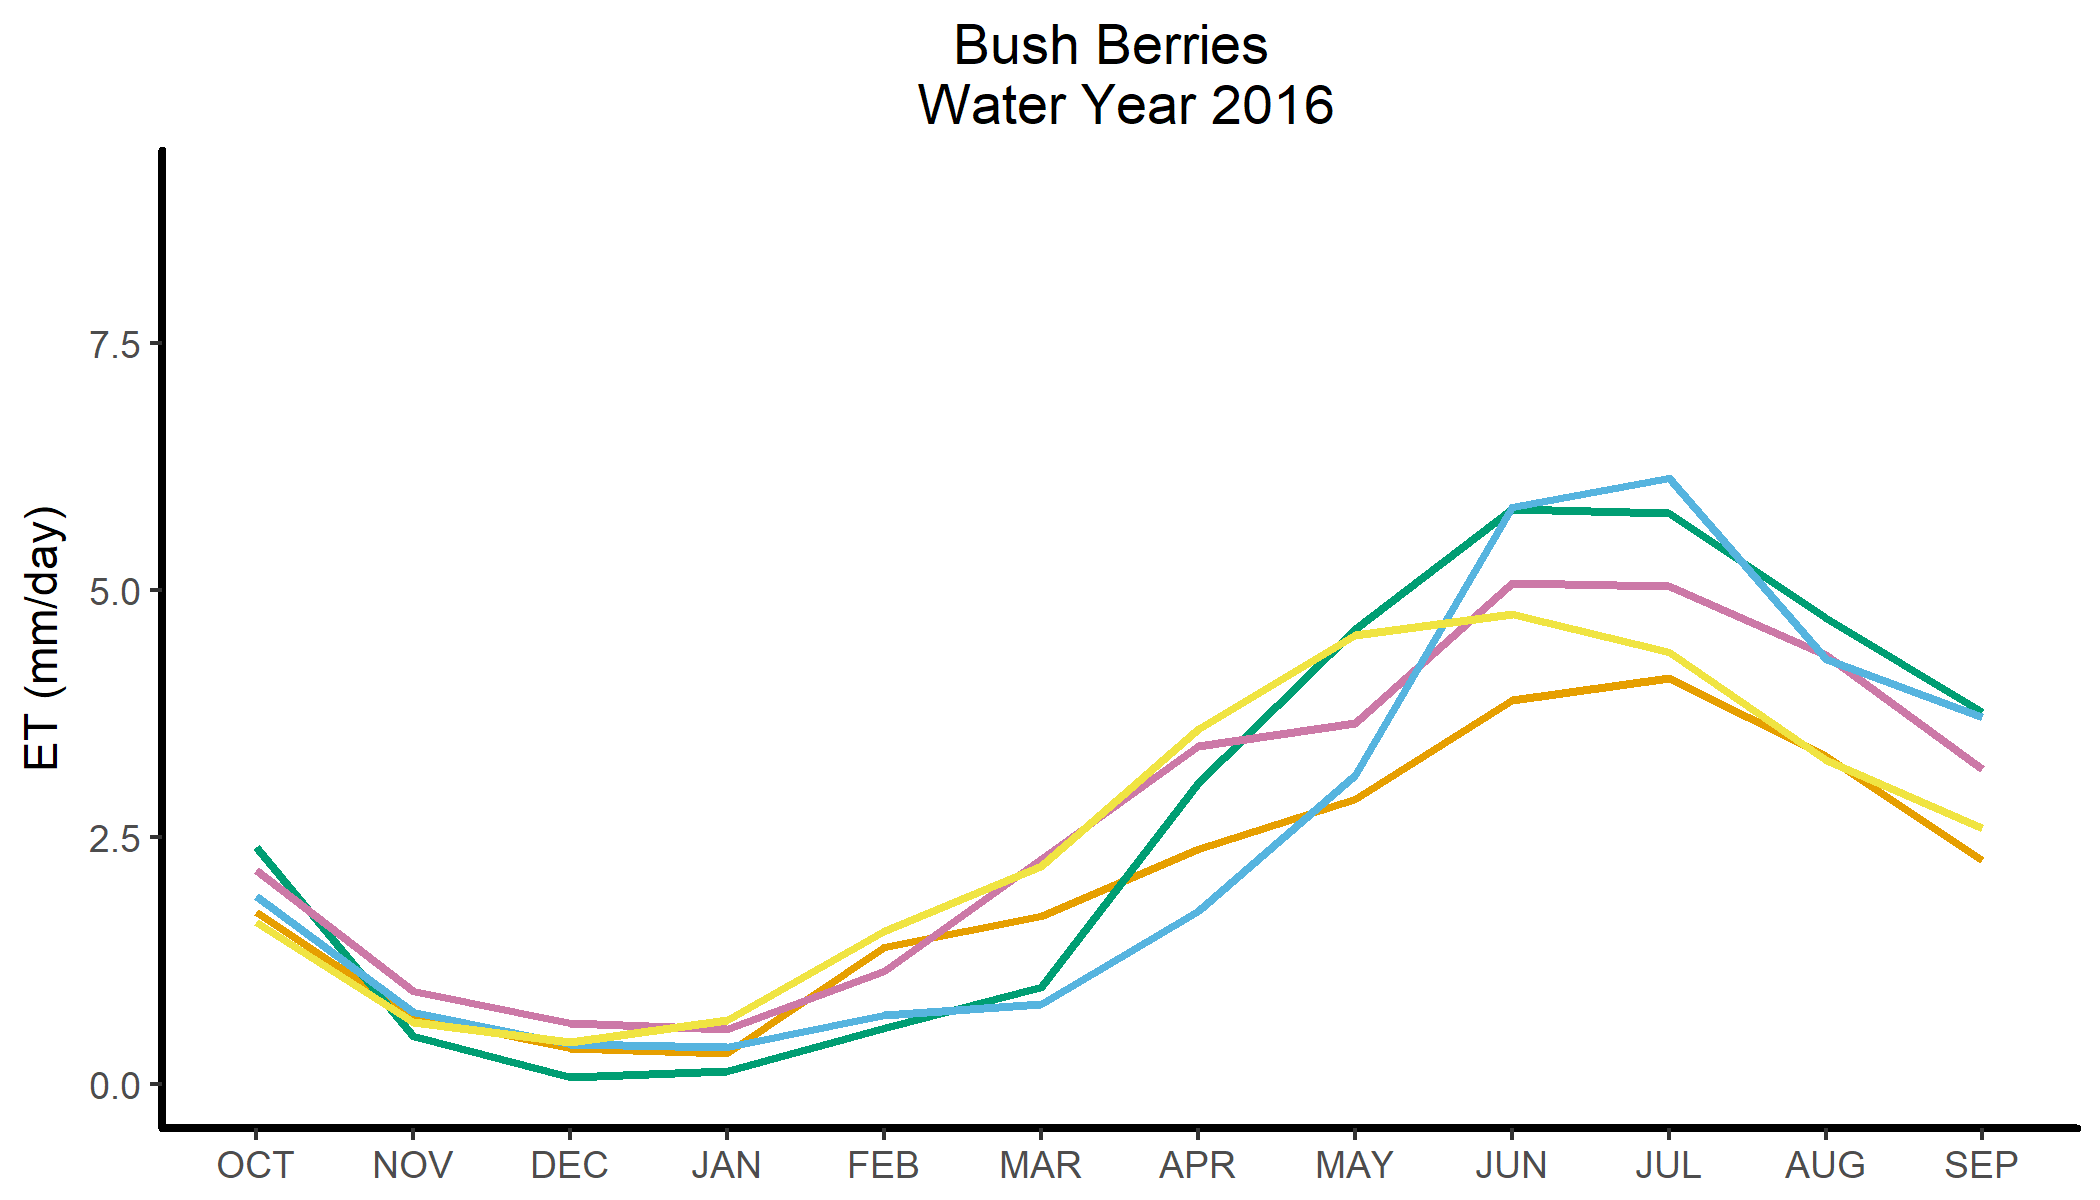 Bush Berries
Water Year 2016
ET (mm/day)
7.5
5.0
2.5
0.0
OCT NOV DEC JAN FEB MAR APR MAY JUN JUL AUG SEP